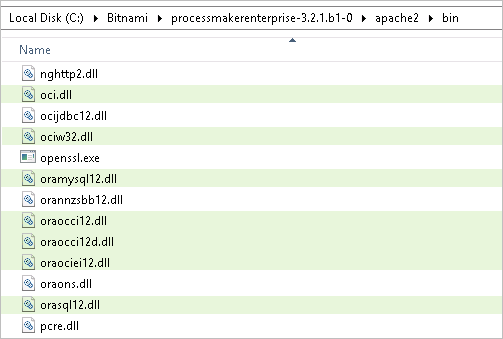 Local Disk (C:) ▸ Bitnami ▸ processmakerenterprise-3.2.1.b1-0 ▸ apache2 ▸ bin
Name
nghttp2.dll
oci.dll
ocijdbc12.dll
ociw32.dll
openssl.exe
oramysql12.dll
orannzsbb12.dll
oraocci12.dll
oraocci12d.dll
oraociei12.dll
oraons.dll
orasql12.dll
pcre.dll